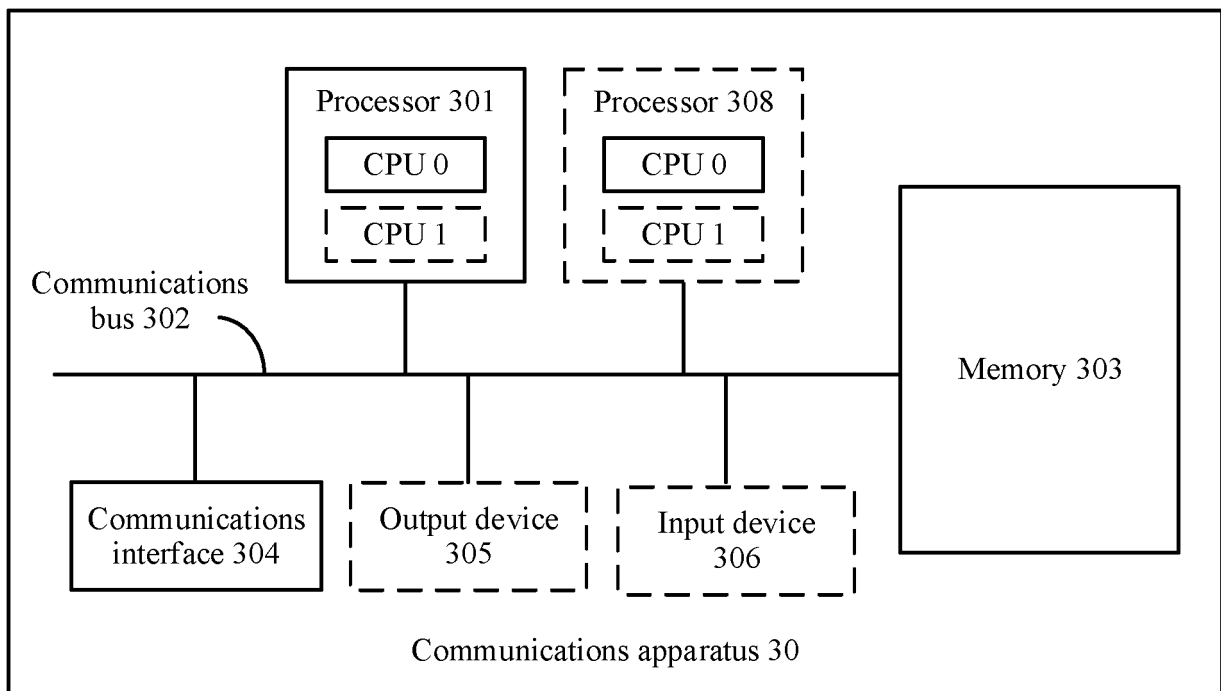 Processor 301
CPU 0
CPU 1
Processor 308
CPU 0
CPU 1
Communications
bus 302
Memory 303
Communications
interface 304
Output device
305
Input device
306
Communications apparatus 30